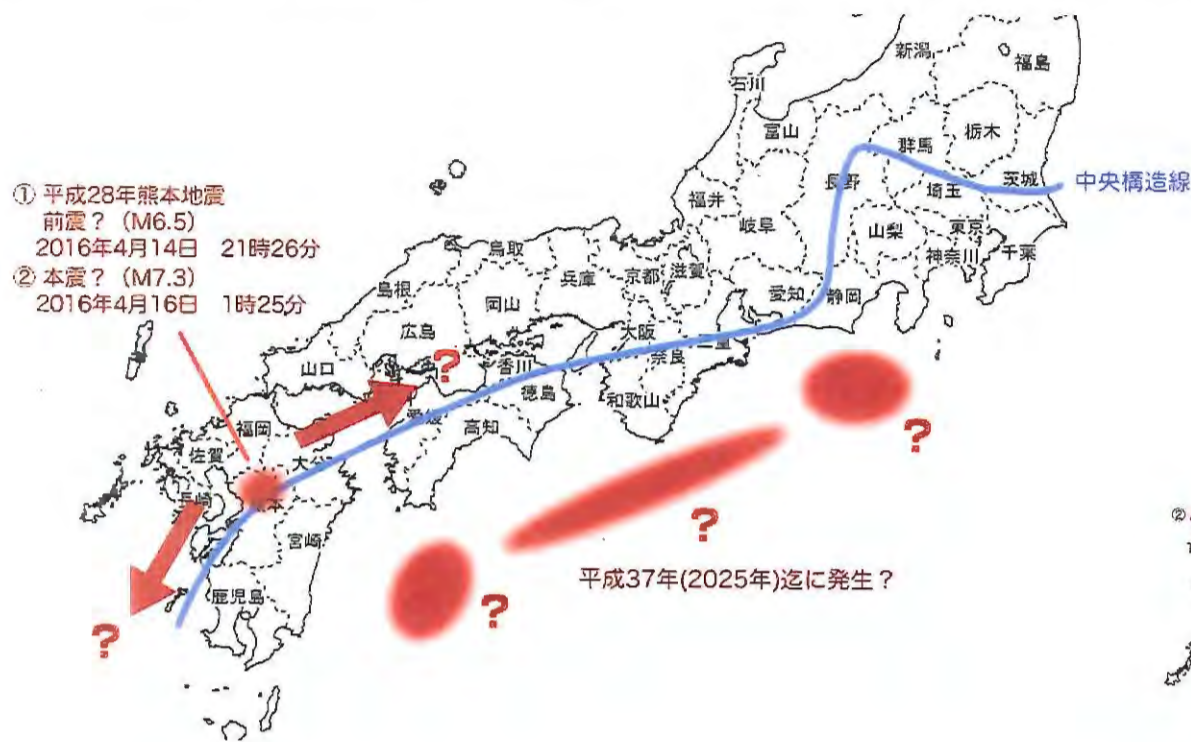 新潟
福島
石川
富山
群馬
栃木
① 平成28年熊本地震
前震?(M6.5)
2016年4月14日 21時26分
② 本震?(M7.3)
2016年4月16日 1時25分
長野
茨城
中央構造線
埼玉
福井
岐阜
山梨
東京
神奈川
千葉
鳥取
兵庫
京都
滋賀
愛知
静岡
島根
岡山
広島
大阪
三重
奈良
山口
?
香川
徳島
和歌山
愛媛
高知
福岡
佐賀
大分
長崎
熊本
?
?
宮崎
平成37年(2025年)迄に発生?
鹿児島
?
?
②